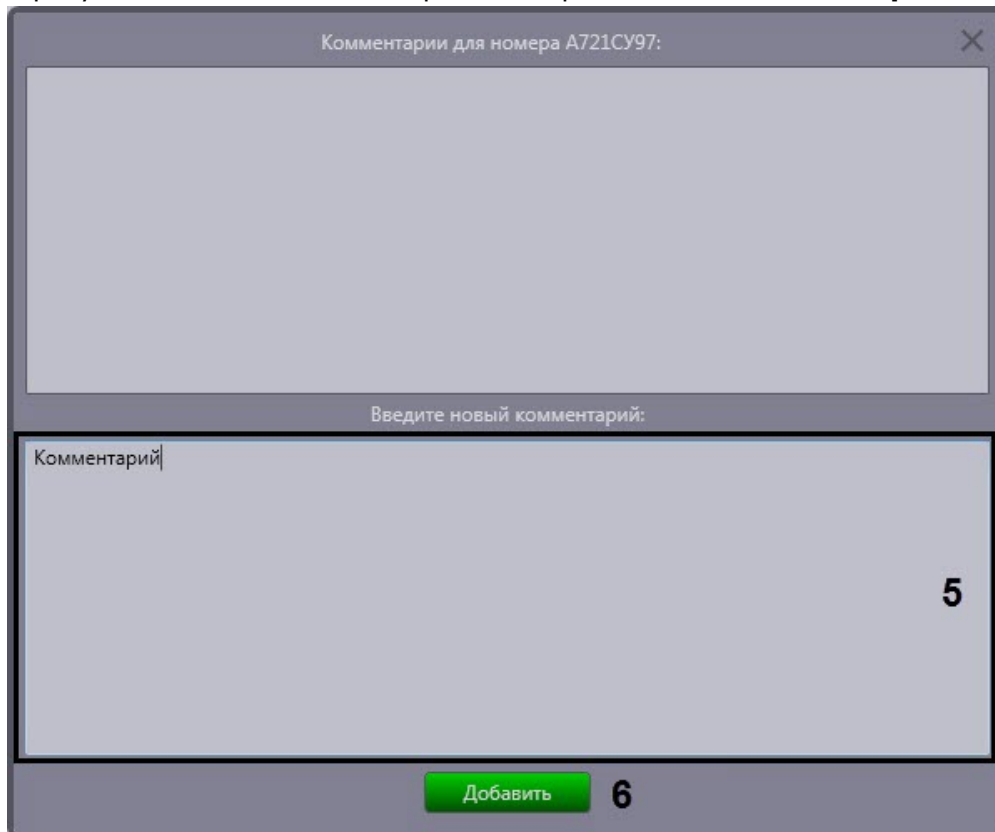 Комментарии для номера А721СУ97:
Введите новый комментарий:
Комментарий
5
Добавить 6